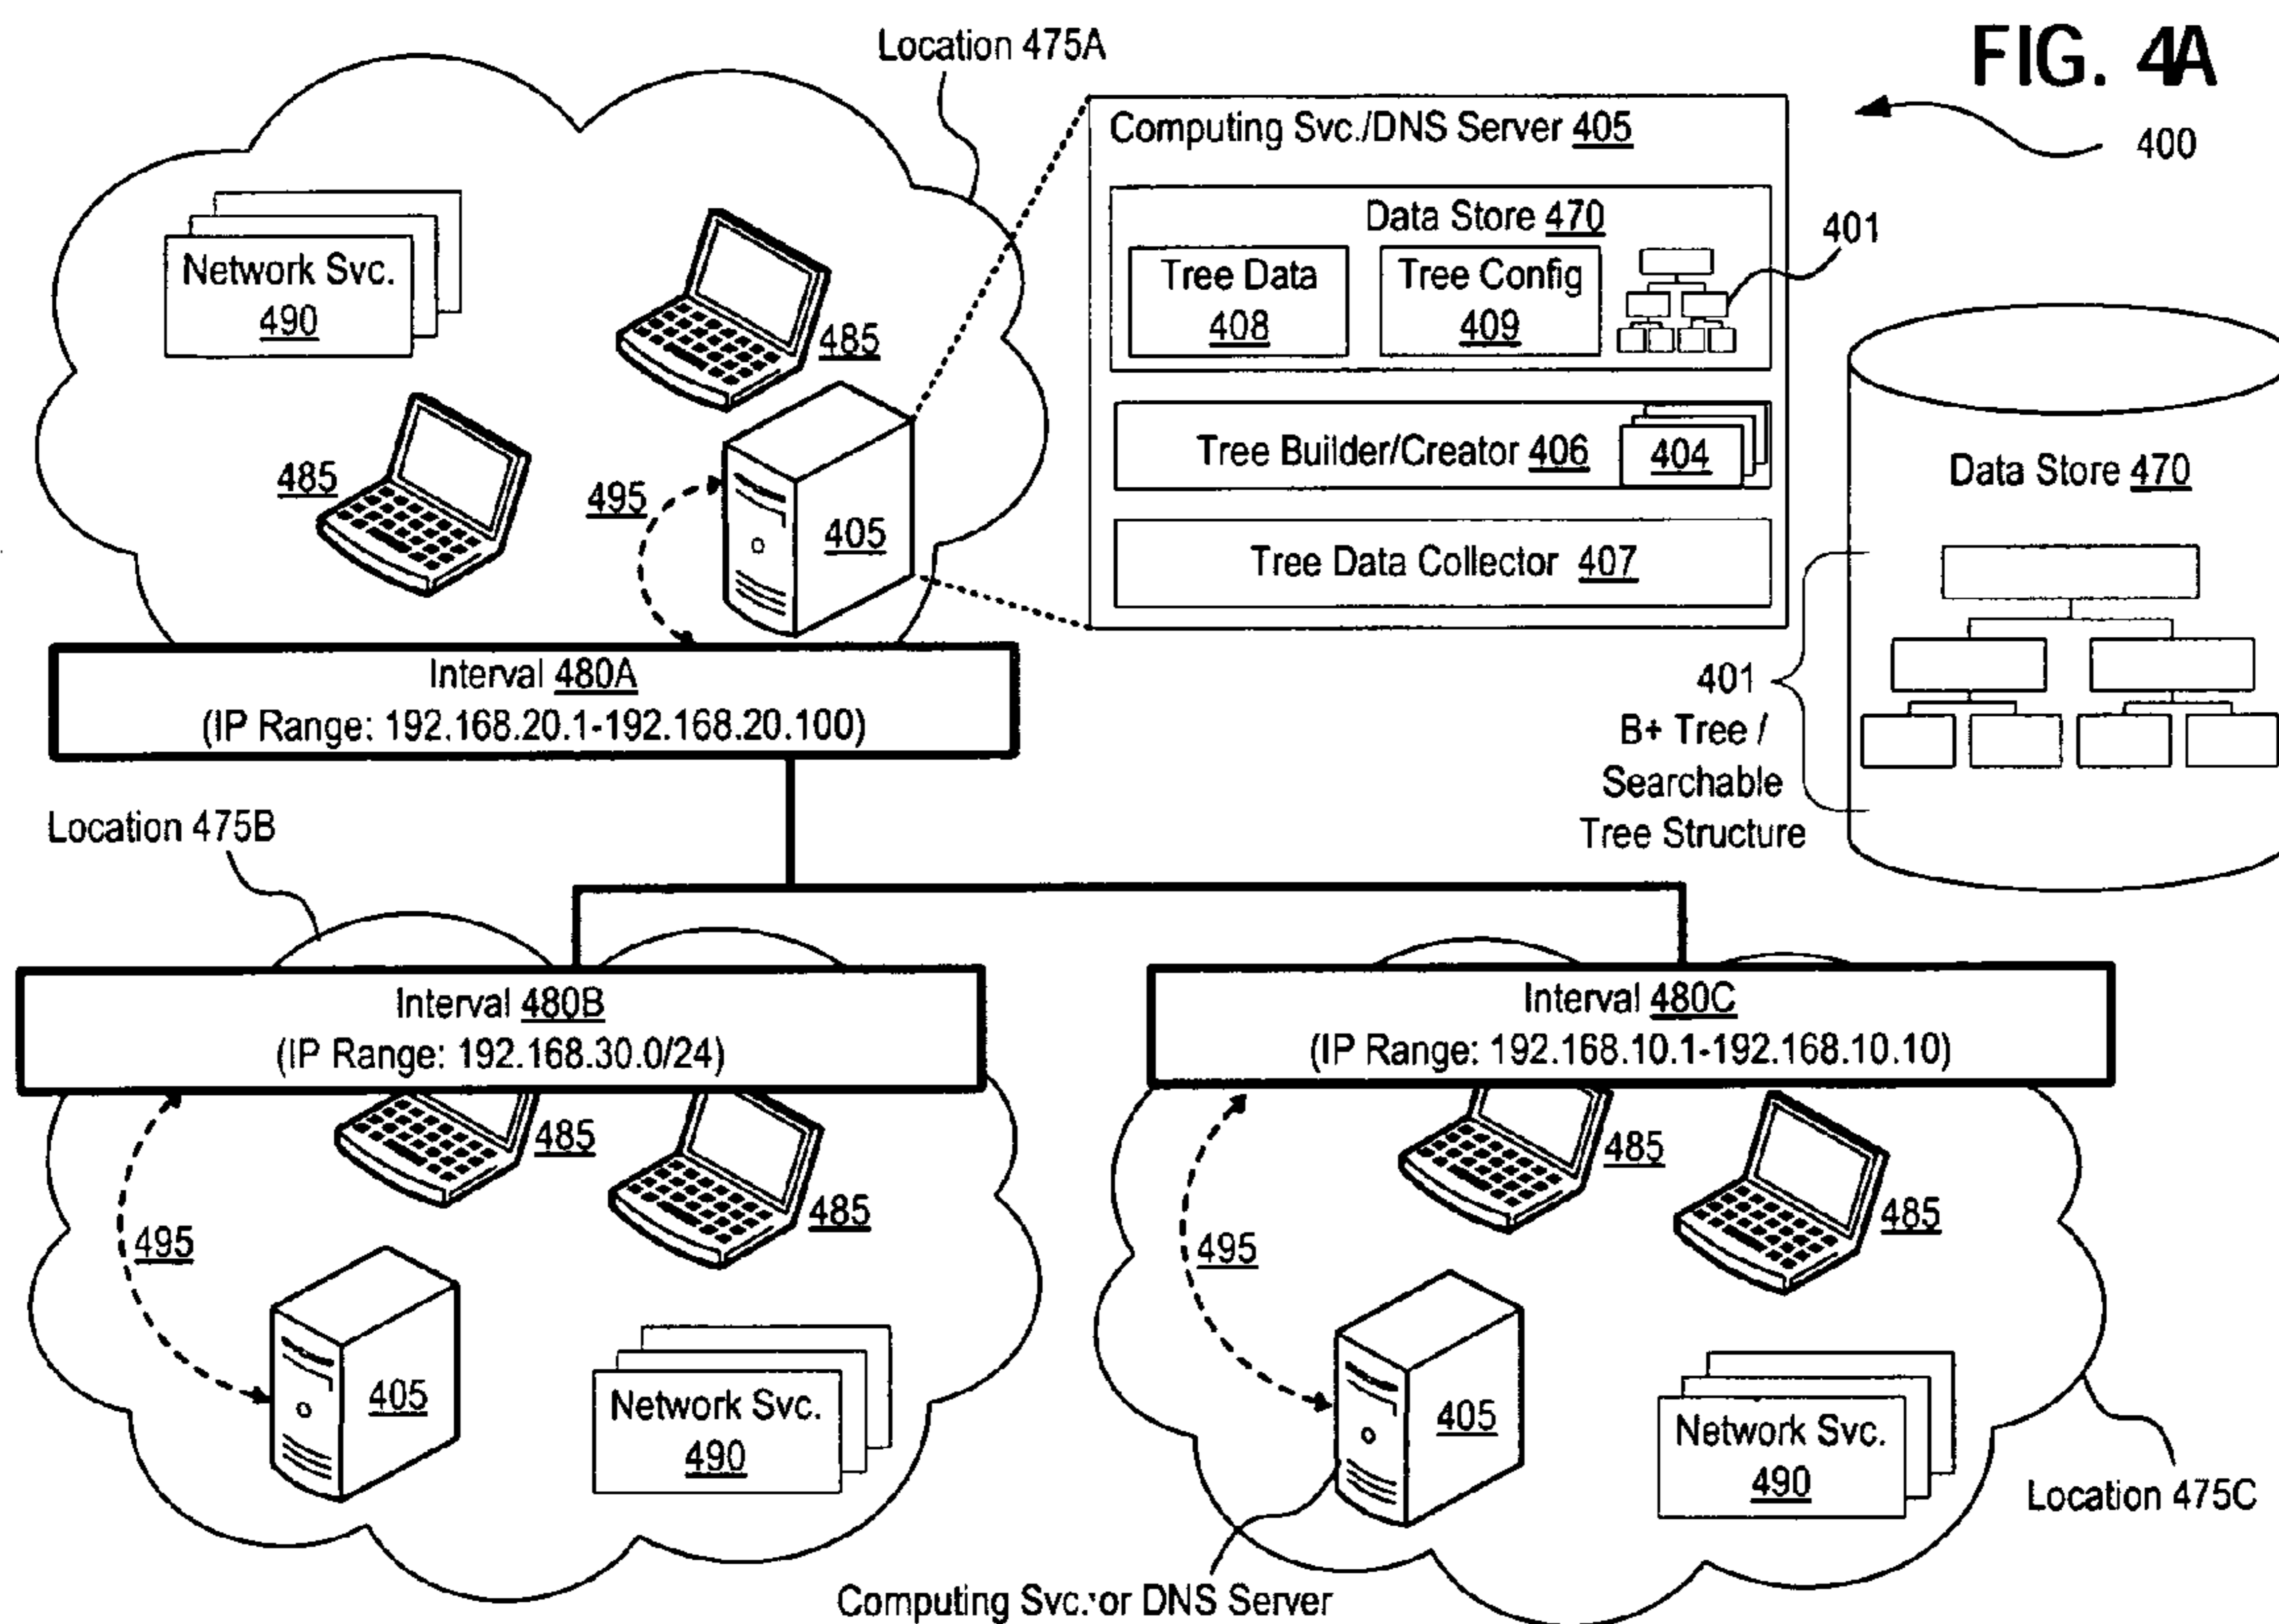 FIG. 4A
400
Location 475A
Computing Svc./DNS Server 405
Data Store 470
Tree Data
408
Tree Config
409
401
Tree Builder/Creator 406
404
Tree Data Collector 407
Network Svc.
490
485
485
495
405
Interval 480A
(IP Range: 192.168.20.1-192.168.20.100)
Data Store 470
401
B+ Tree /
Searchable
Tree Structure
Location 475B
Interval 480B
(IP Range: 192.168.30.0/24)
485
485
495
405
Network Svc.
490
Interval 480C
(IP Range: 192.168.10.1-192.168.10.10)
485
485
495
405
Network Svc.
490
Location 475C
Computing Svc. or DNS Server